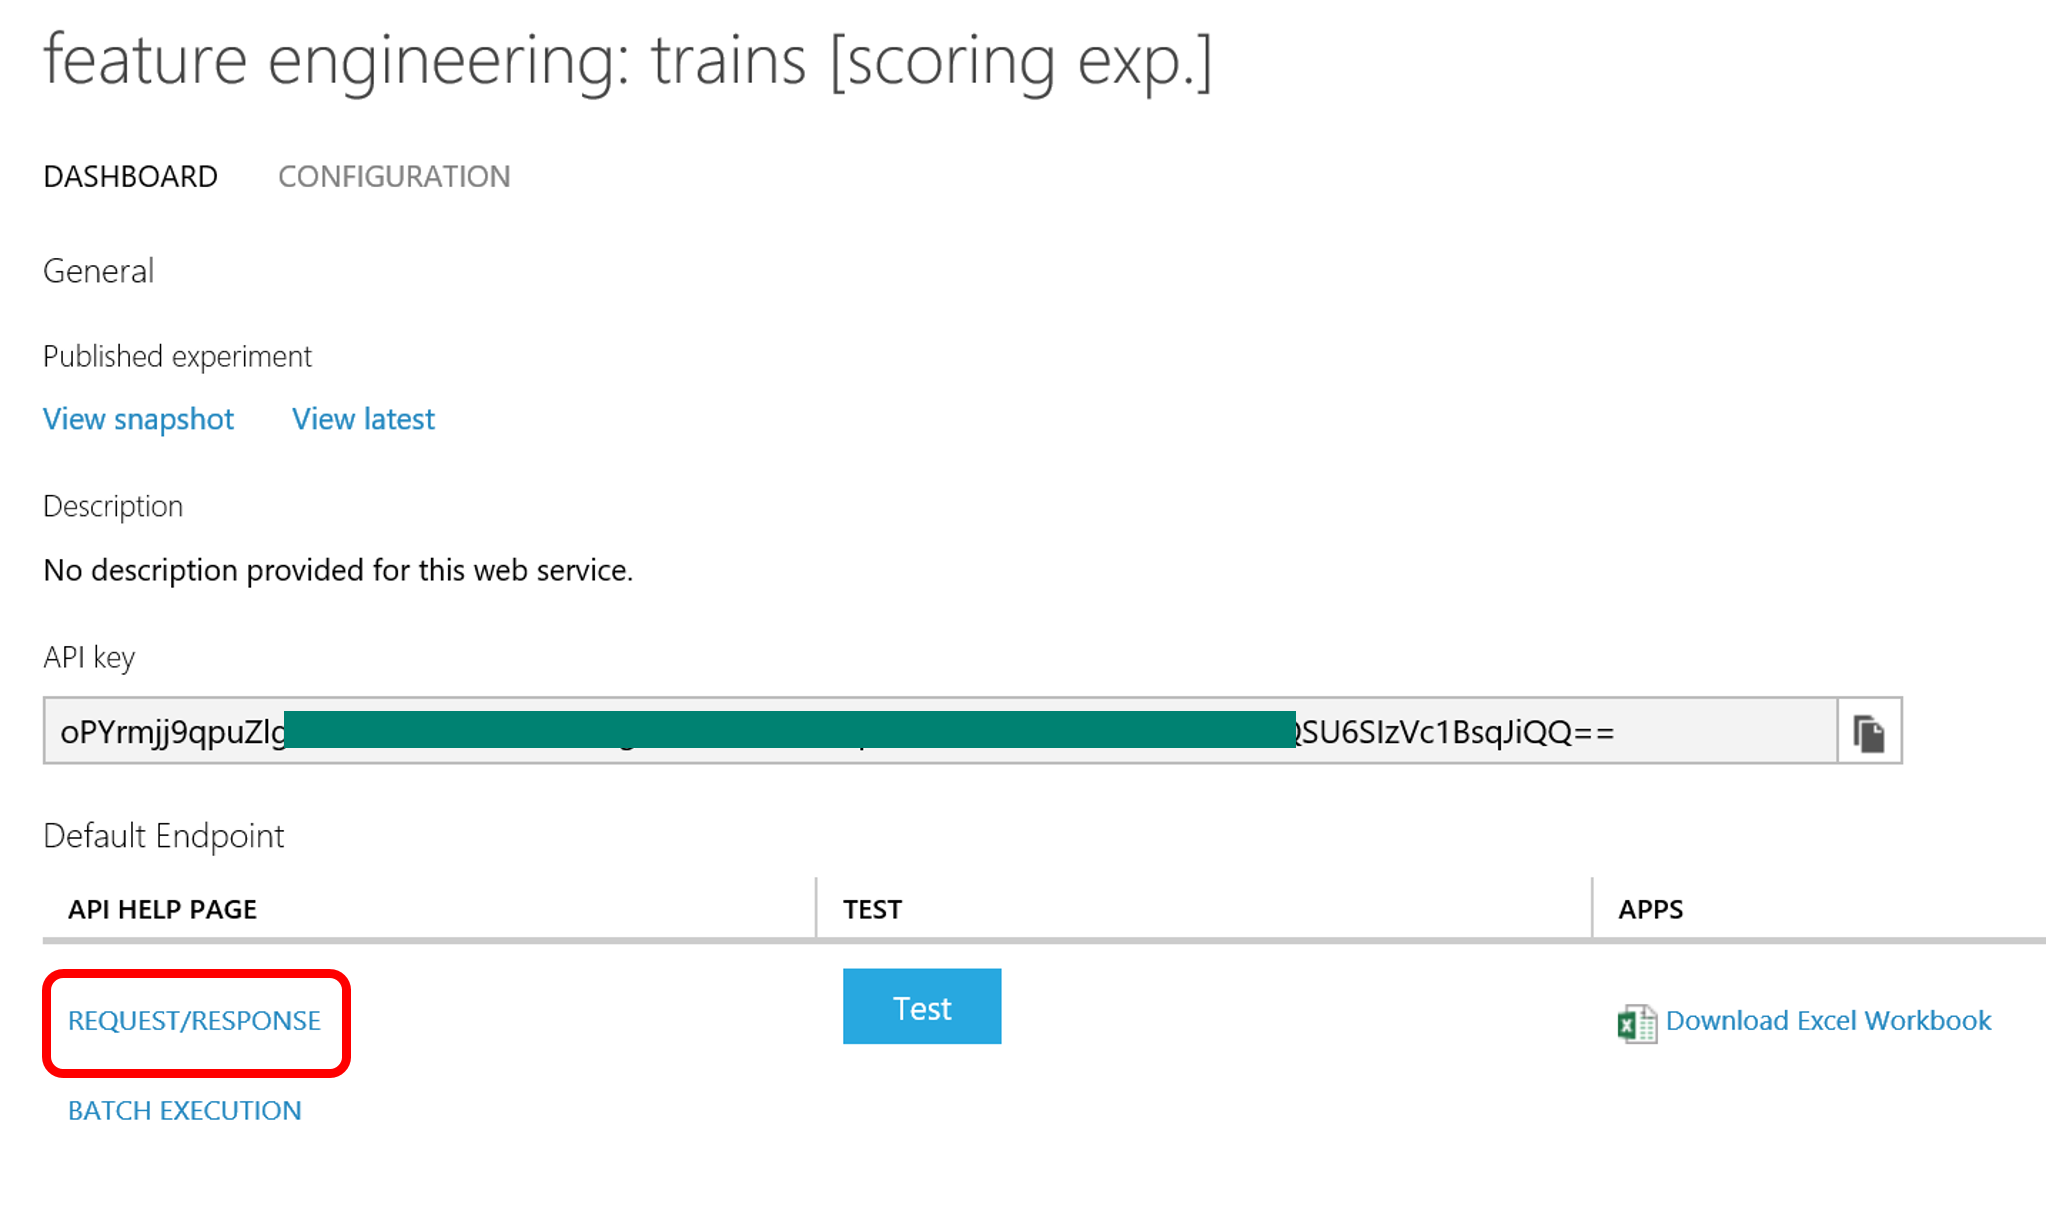 feature engineering: trains [scoring exp.]
DASHBOARD CONFIGURATION
General
Published experiment
View snapshot View latest
Description
No description provided for this web service.
API key
oPYrmjj9qpuZlg QSU6SIzVc1BsqJiQQ==
Default Endpoint
API HELP PAGE TEST APPS
REQUEST/RESPONSE Test Download Excel Workbook
BATCH EXECUTION